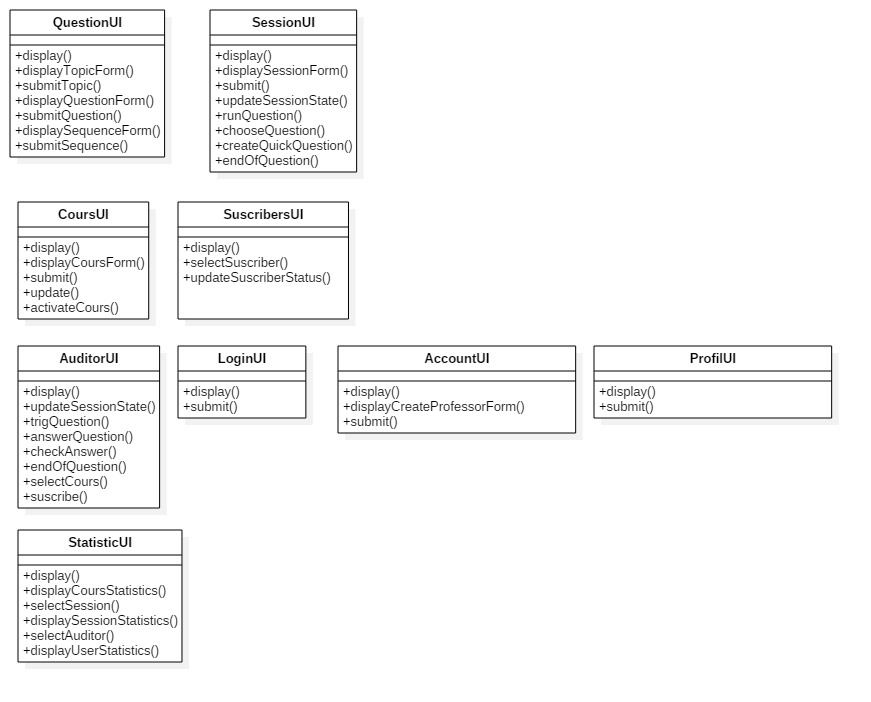 QuestionUI
+display()
+displayTopicForm()
+submitTopic()
+displayQuestionForm()
+submitQuestion()
+displaySequenceForm()
+submitSequence()
SessionUI
+display()
+displaySessionForm()
+submit()
+updateSessionState()
+runQuestion()
+chooseQuestion()
+createQuickQuestion()
+endOfQuestion()
CoursUI
+display()
+displayCoursForm()
+submit()
+update()
+activateCours()
SuscribersUI
+display()
+selectSuscriber()
+updateSuscriberStatus()
AuditorUI
+display()
+updateSessionState()
+trigQuestion()
+answerQuestion()
+checkAnswer()
+endOfQuestion()
+selectCours()
+suscribe()
LoginUI
+display()
+submit()
AccountUI
+display()
+displayCreateProfessorForm()
+submit()
ProfilUI
+display()
+submit()
StatisticUI
+display()
+displayCoursStatistics()
+selectSession()
+displaySessionStatistics()
+selectAuditor()
+displayUserStatistics()